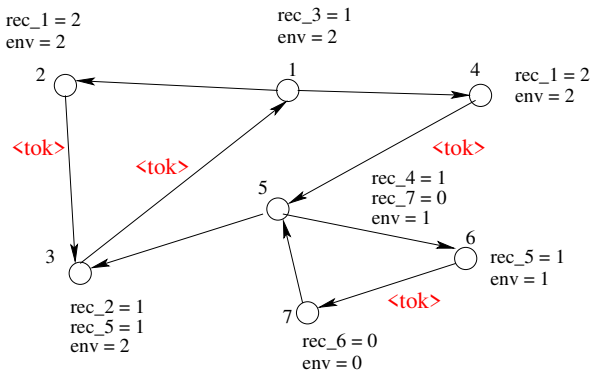 rec_1 = 2
env = 2
rec_3 = 1
env = 2
2
1
4
rec_1 = 2
env = 2
<tok>
<tok>
<tok>
5
rec_4 = 1
rec_7 = 0
env = 1
3
6
rec_5 = 1
env = 1
<tok>
rec_2 = 1
rec_5 = 1
env = 2
7
rec_6 = 0
env = 0